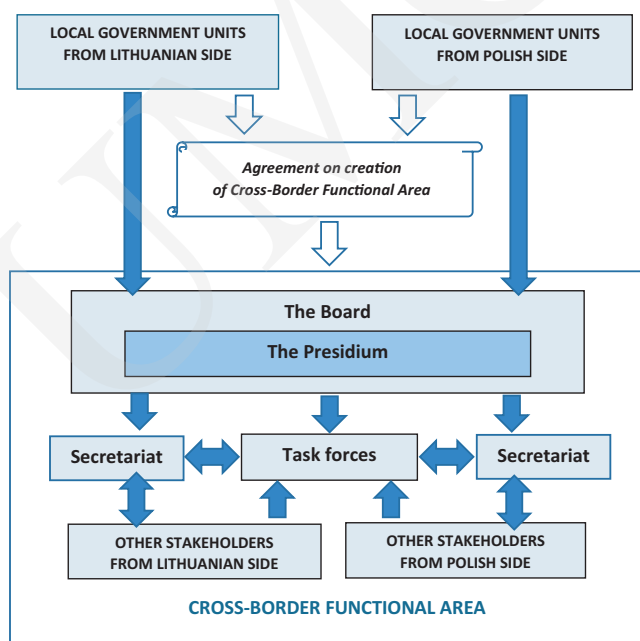 LOCAL GOVERNMENT UNITS
FROM LITHUANIAN SIDE
LOCAL GOVERNMENT UNITS
FROM POLISH SIDE
Agreement on creation
of Cross-Border Functional Area
The Board
The Presidium
Secretariat
Task forces
Secretariat
OTHER STAKEHOLDERS
FROM LITHUANIAN SIDE
OTHER STAKEHOLDERS
FROM POLISH SIDE
CROSS-BORDER FUNCTIONAL AREA